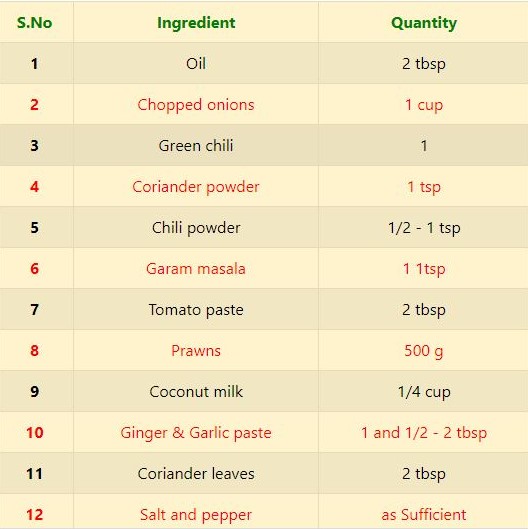 S.No Ingredient Quantity
1 Oil 2 tbsp
2 Chopped onions 1 cup
3 Green chili 1
4 Coriander powder 1 tsp
5 Chili powder 1/2 - 1 tsp
6 Garam masala 1 1tsp
7 Tomato paste 2 tbsp
8 Prawns 500 g
9 Coconut milk 1/4 cup
10 Ginger & Garlic paste 1 and 1/2 - 2 tbsp
11 Coriander leaves 2 tbsp
12 Salt and pepper as Sufficient